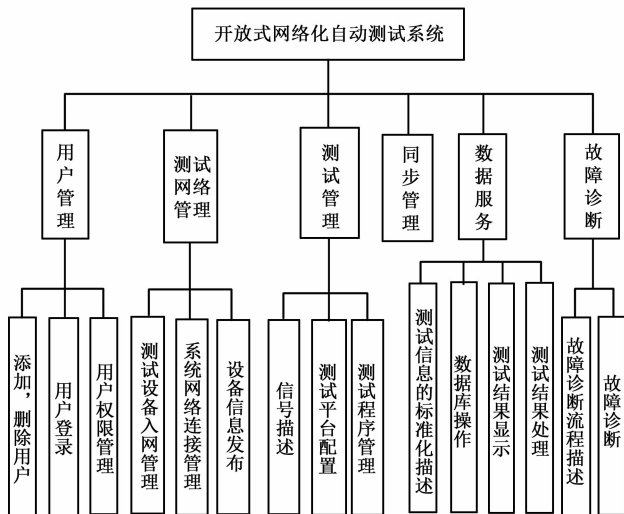 开放式网络化自动测试系统
用户管理
测试网络管理
测试管理
同步管理
数据服务
故障诊断
添加，删除用户
用户登录
用户权限管理
测试设备入网管理
系统网络连接管理
设备信息发布
信号描述
测试平台配置
测试程序管理
测试信息的标准化描述
数据库操作
测试结果显示
测试结果处理
故障诊断流程描述
故障诊断